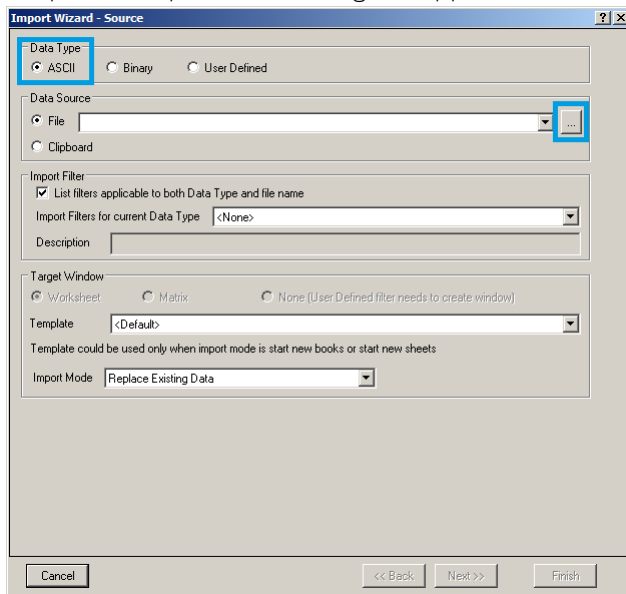 Import Wizard - Source
Data Type
ASCII Binary User Defined
Data Source
File ...
Clipboard
Import Filter
List filters applicable to both Data Type and file name
Import Filters for current Data Type <None>
Description
Target Window
Worksheet Matrix None (User Defined filter needs to create window)
Template <Default>
Template could be used only when import mode is start new books or start new sheets
Import Mode Replace Existing Data
Cancel << Back Next >> Finish